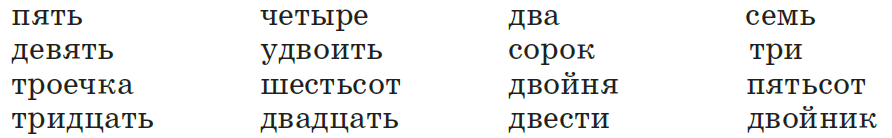 пять четыре два семь
девять удвоить сорок три
троечка шестьсот двойня пятьсот
тридцать двадцать двести двойник